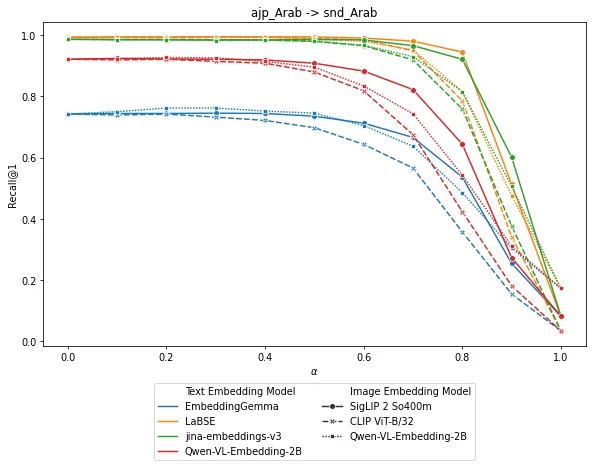 ajp_Arab -> snd_Arab
Recall@1
1.0
0.8
0.6
0.4
0.2
0.0
0.0 0.2 0.4 0.6 0.8 1.0
α
Text Embedding Model
EmbeddingGemma
LaBSE
jina-embeddings-v3
Qwen-VL-Embedding-2B
Image Embedding Model
SigLIP 2 So400m
CLIP ViT-B/32
Qwen-VL-Embedding-2B